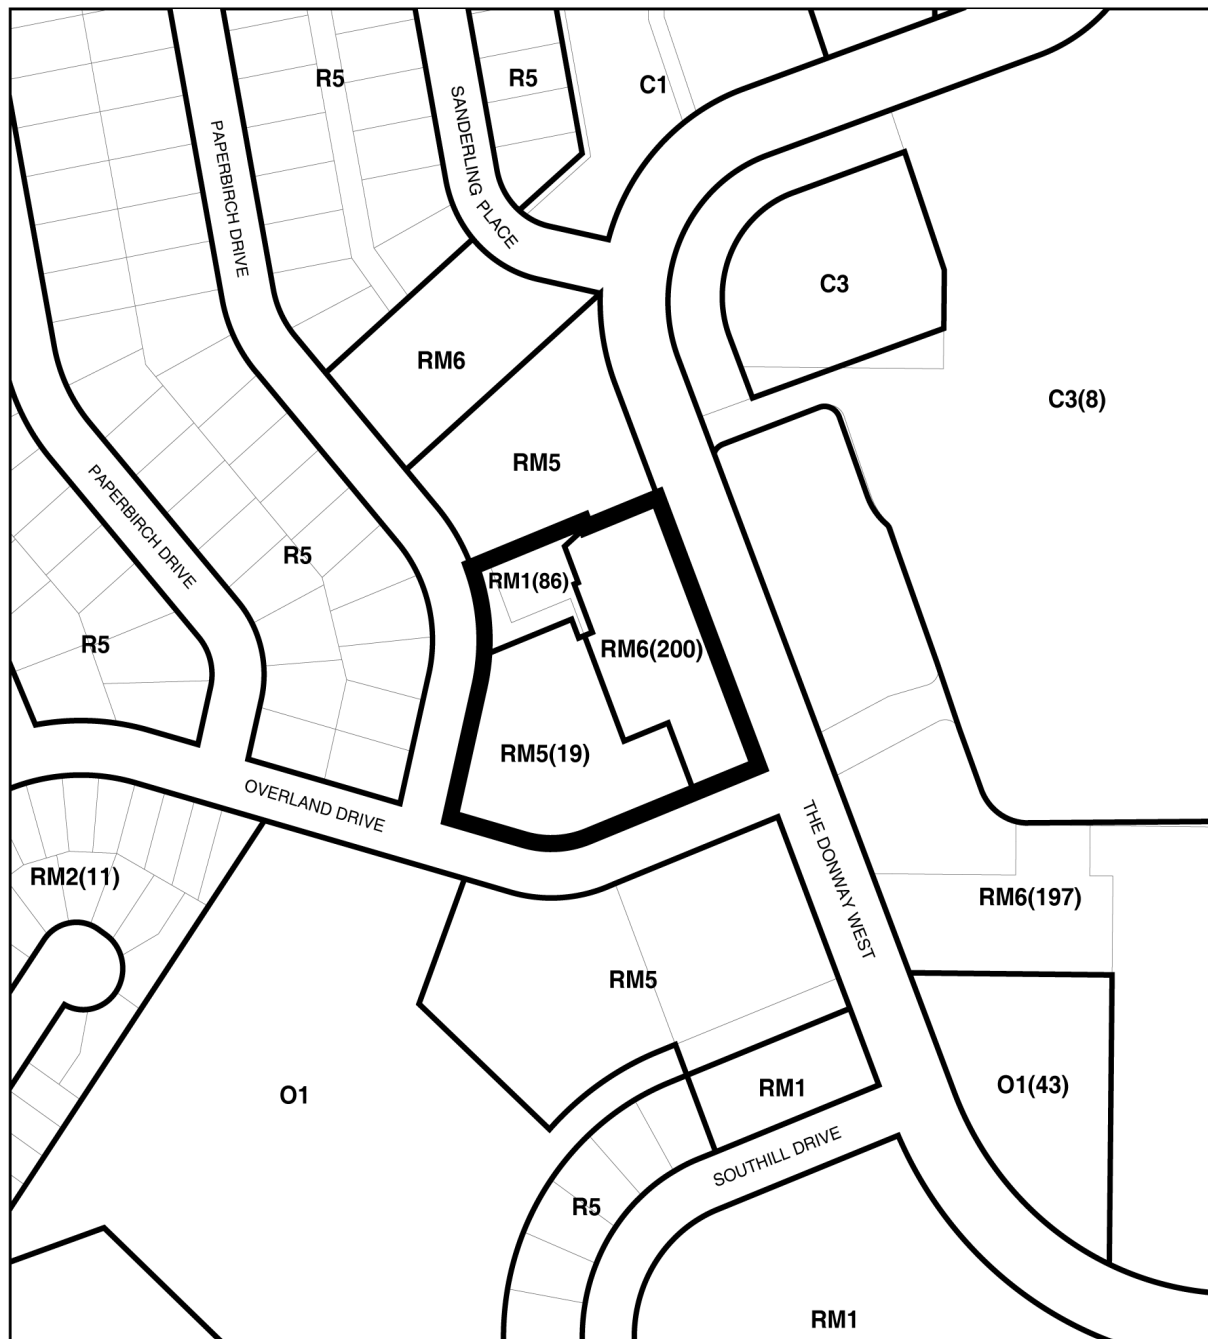 R5
R5
C1
SANDERLING PLACE
PAPERBIRCH DRIVE
C3
RM6
C3(8)
RM5
PAPERBIRCH DRIVE
R5
RM1(86)
R5
RM6(200)
RM5(19)
OVERLAND DRIVE
THE DONWAY WEST
RM2(11)
RM6(197)
RM5
O1
RM1
O1(43)
SOUTHILL DRIVE
R5
RM1